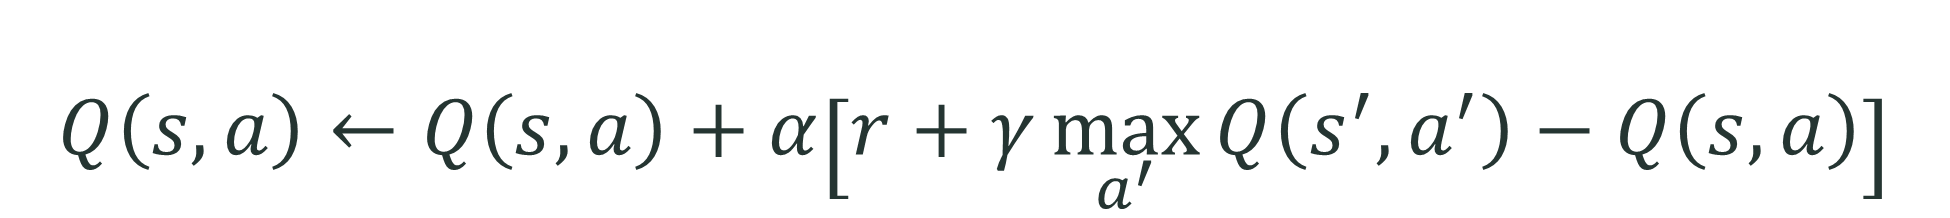 Q(s, a) ← Q(s, a) + α[r + γ max_{a′} Q(s′, a′) − Q(s, a)]